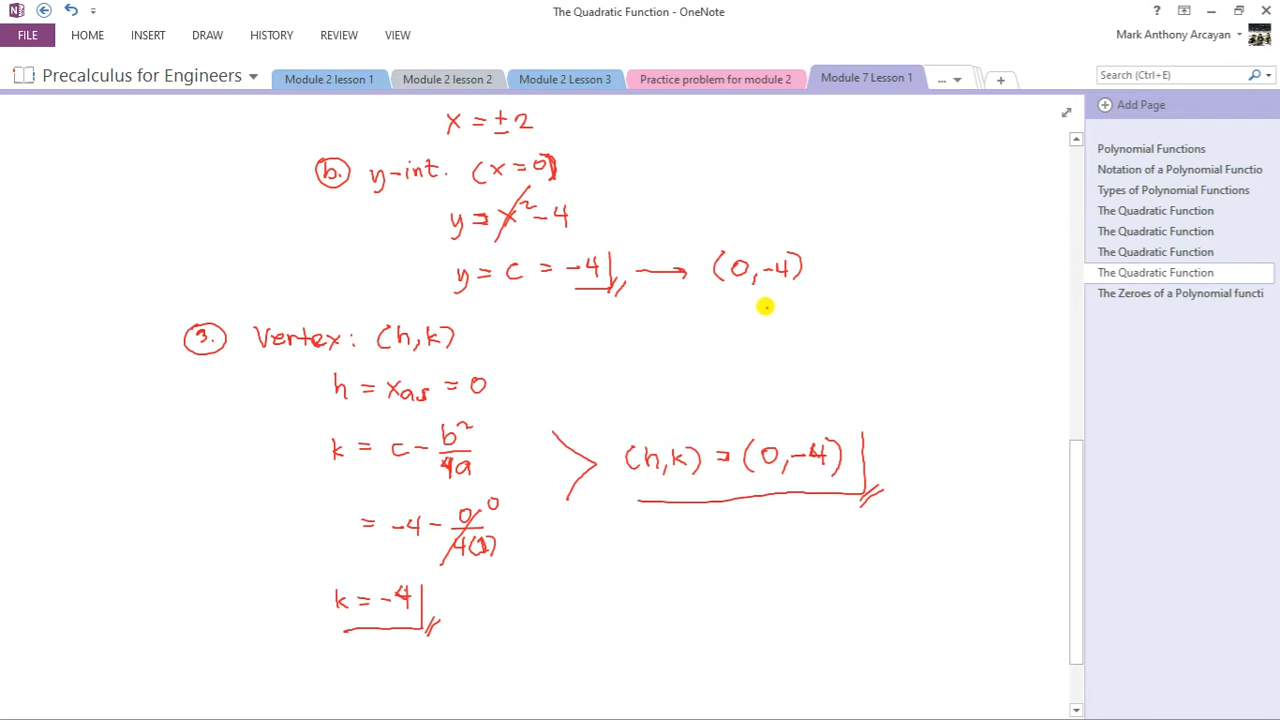 The Quadratic Function - OneNote
?
Mark Anthony Arcayan
FILE HOME INSERT DRAW HISTORY REVIEW VIEW
Precalculus for Engineers
Module 2 lesson 1
Module 2 lesson 2
Module 2 Lesson 3
Practice problem for module 2
Module 7 Lesson 1
...
+
Search (Ctrl+E)
Add Page
Polynomial Functions
Notation of a Polynomial Functio
Types of Polynomial Functions
The Quadratic Function
The Quadratic Function
The Quadratic Function
The Quadratic Function
The Zeroes of a Polynomial functi
x = ±2
b. y-int. (x=0)
y = x² - 4
y = c = -4 → (0,-4)
3. Vertex: (h,k)
h = xas = 0
k = c - b²/4a
(h,k) = (0,-4)
= -4 - 0/4(1) 0
k = -4